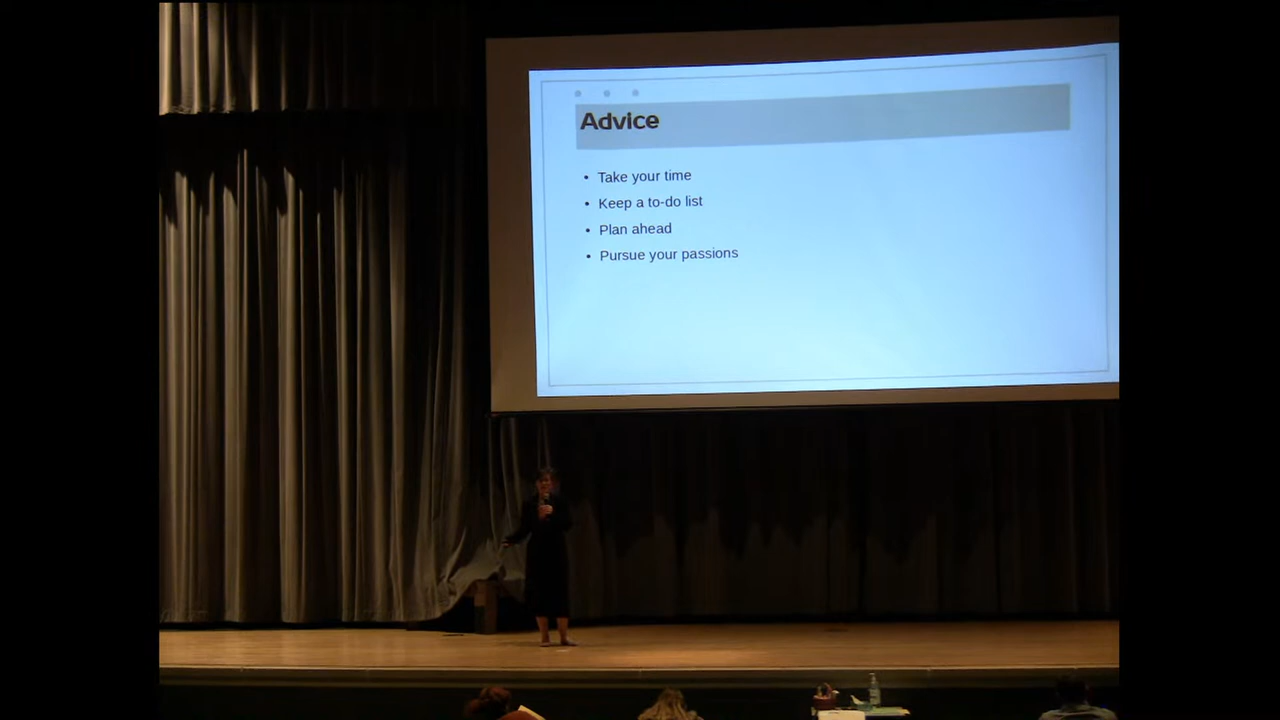 Advice
• Take your time
• Keep a to-do list
• Plan ahead
• Pursue your passions